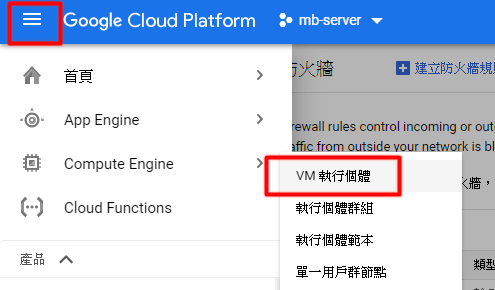 Google Cloud Platform mb-server
首頁
App Engine
Compute Engine
Cloud Functions
產品
VM 執行個體
執行個體群組
執行個體範本
單一用戶群節點
防火牆
建立防火牆規
irewall rules control incoming or out
affic from outside your network is bl
火牆，
類型